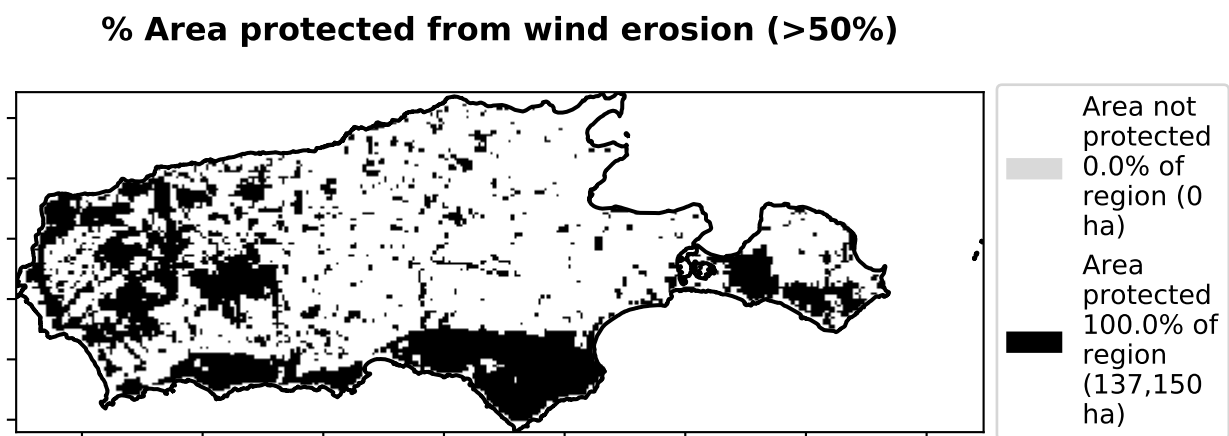 % Area protected from wind erosion (>50%)
Area not
protected
0.0% of
region (0
ha)
Area
protected
100.0% of
region
(137,150
ha)